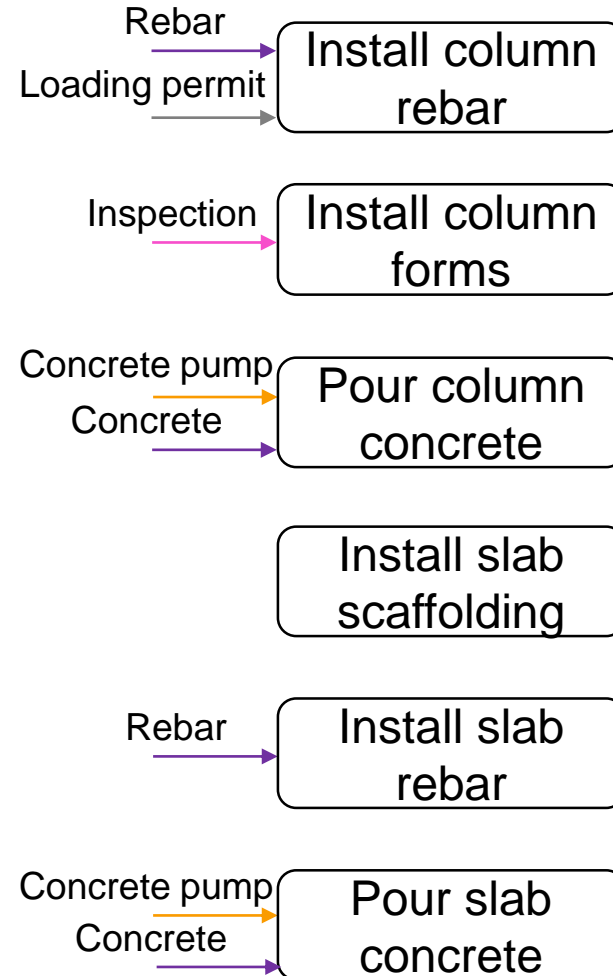 Rebar
Loading permit
Install column
rebar
Inspection
Install column
forms
Concrete pump
Concrete
Pour column
concrete
Install slab
scaffolding
Rebar
Install slab
rebar
Concrete pump
Concrete
Pour slab
concrete